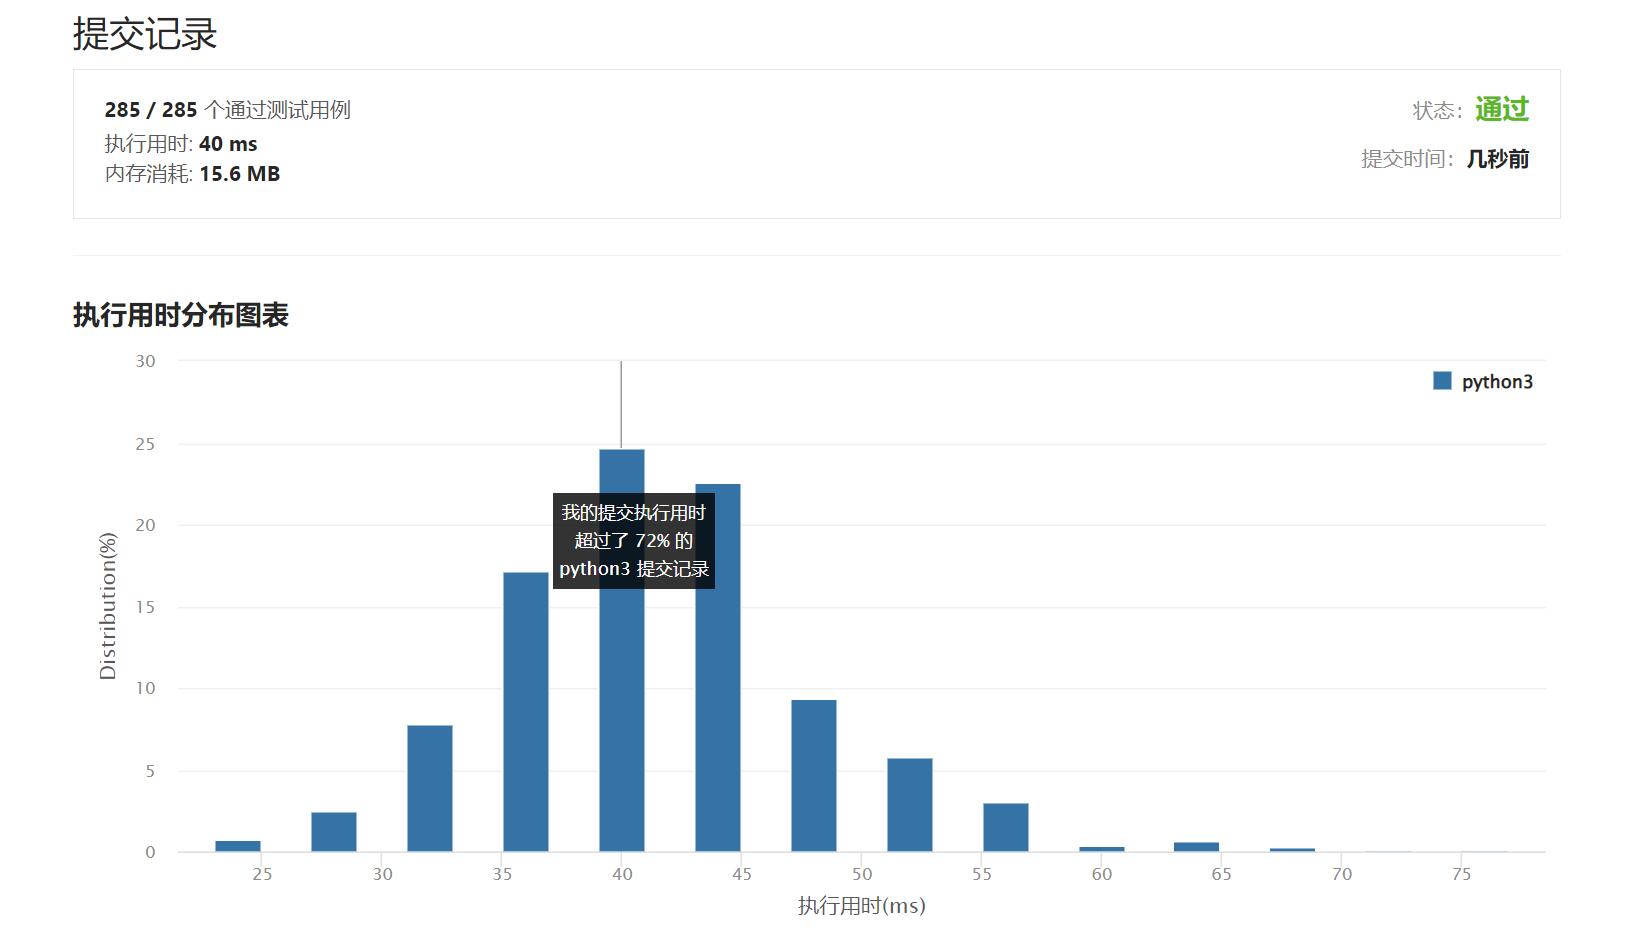 提交记录
285 / 285 个通过测试用例
状态：通过
执行用时: 40 ms
提交时间：几秒前
内存消耗: 15.6 MB
执行用时分布图表
30
python3
25
20
15
10
5
0
Distribution(%)
我的提交执行用时
超过了 72% 的
python3 提交记录
25 30 35 40 45 50 55 60 65 70 75
执行用时(ms)